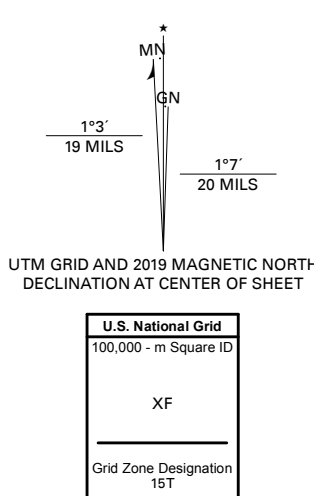 ★
MN
GN
1°3´
19 MILS
1°7´
20 MILS
UTM GRID AND 2019 MAGNETIC NORTH
DECLINATION AT CENTER OF SHEET
U.S. National Grid
100,000 - m Square ID
XF
Grid Zone Designation
15T